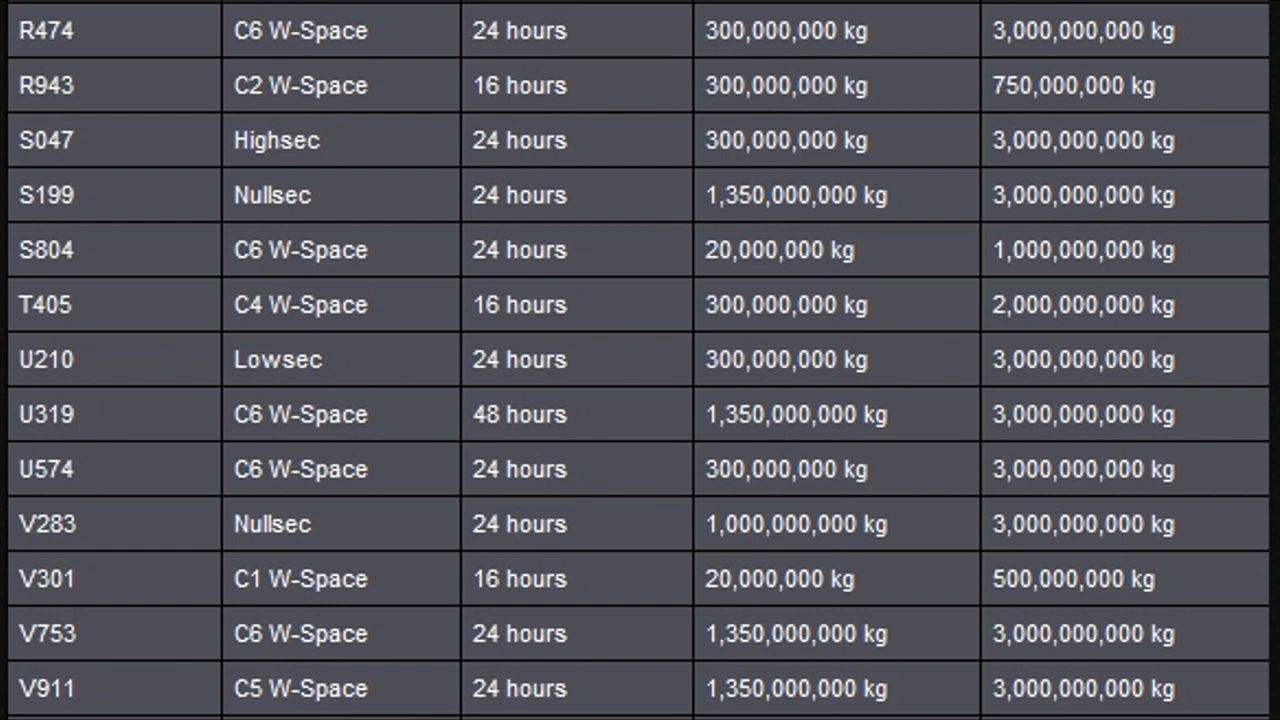 R474 C6 W-Space 24 hours 300,000,000 kg 3,000,000,000 kg
R943 C2 W-Space 16 hours 300,000,000 kg 750,000,000 kg
S047 Highsec 24 hours 300,000,000 kg 3,000,000,000 kg
S199 Nullsec 24 hours 1,350,000,000 kg 3,000,000,000 kg
S804 C6 W-Space 24 hours 20,000,000 kg 1,000,000,000 kg
T405 C4 W-Space 16 hours 300,000,000 kg 2,000,000,000 kg
U210 Lowsec 24 hours 300,000,000 kg 3,000,000,000 kg
U319 C6 W-Space 48 hours 1,350,000,000 kg 3,000,000,000 kg
U574 C6 W-Space 24 hours 300,000,000 kg 3,000,000,000 kg
V283 Nullsec 24 hours 1,000,000,000 kg 3,000,000,000 kg
V301 C1 W-Space 16 hours 20,000,000 kg 500,000,000 kg
V753 C6 W-Space 24 hours 1,350,000,000 kg 3,000,000,000 kg
V911 C5 W-Space 24 hours 1,350,000,000 kg 3,000,000,000 kg